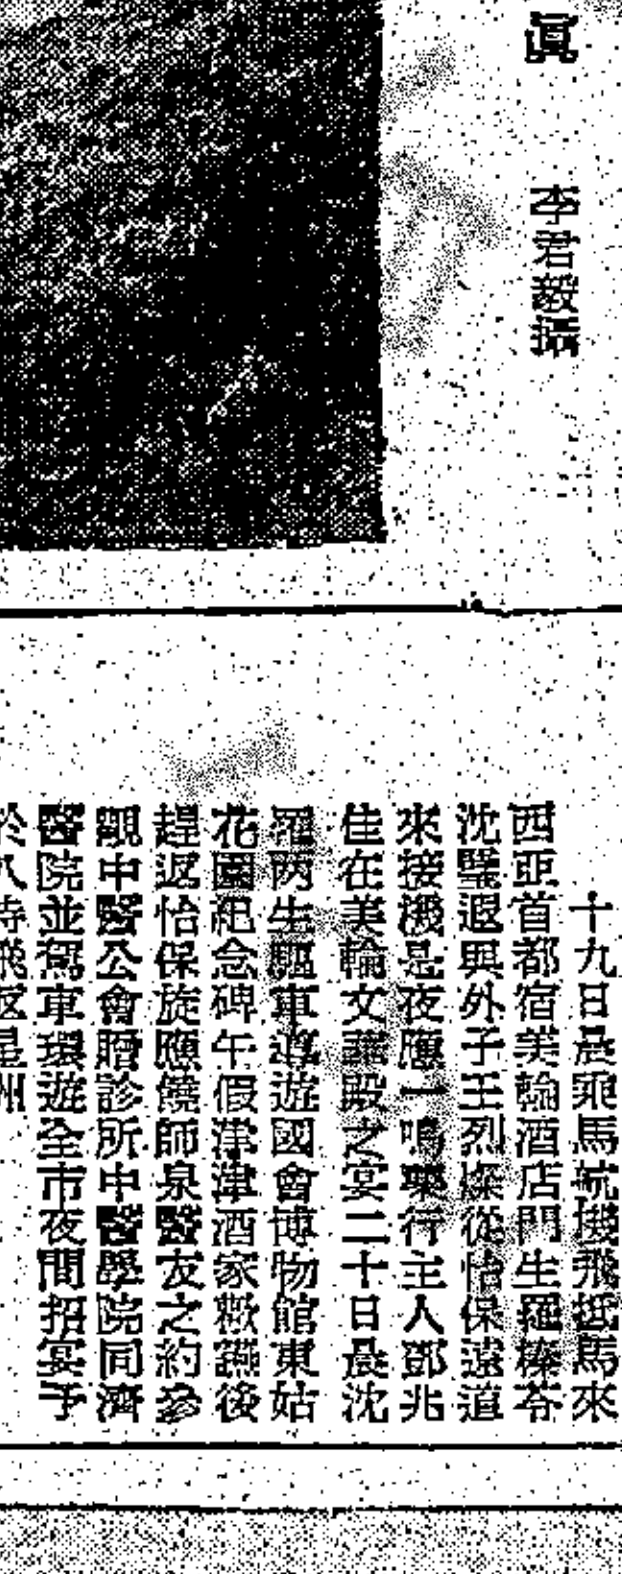 眞　李君毅攝
十九日晨乘馬航機飛抵馬來
西亞首都宿美輪酒店門生羅榛苓
沈璧遐與外子王烈燦從怡保遠道
來接濺是夜應一鳴藥行主人鄧兆
佳在美輪文華殿之宴二十日晨沈
羅两生驅車導遊國會博物館東姑
花園紀念碑午假津津酒家歡讌後
趕返怡保旋應饒師泉醫友之約參
觀中醫公會贈診所中醫學院同濟
醫院並駕車環遊全市夜間招宴予
於八時飛返星州